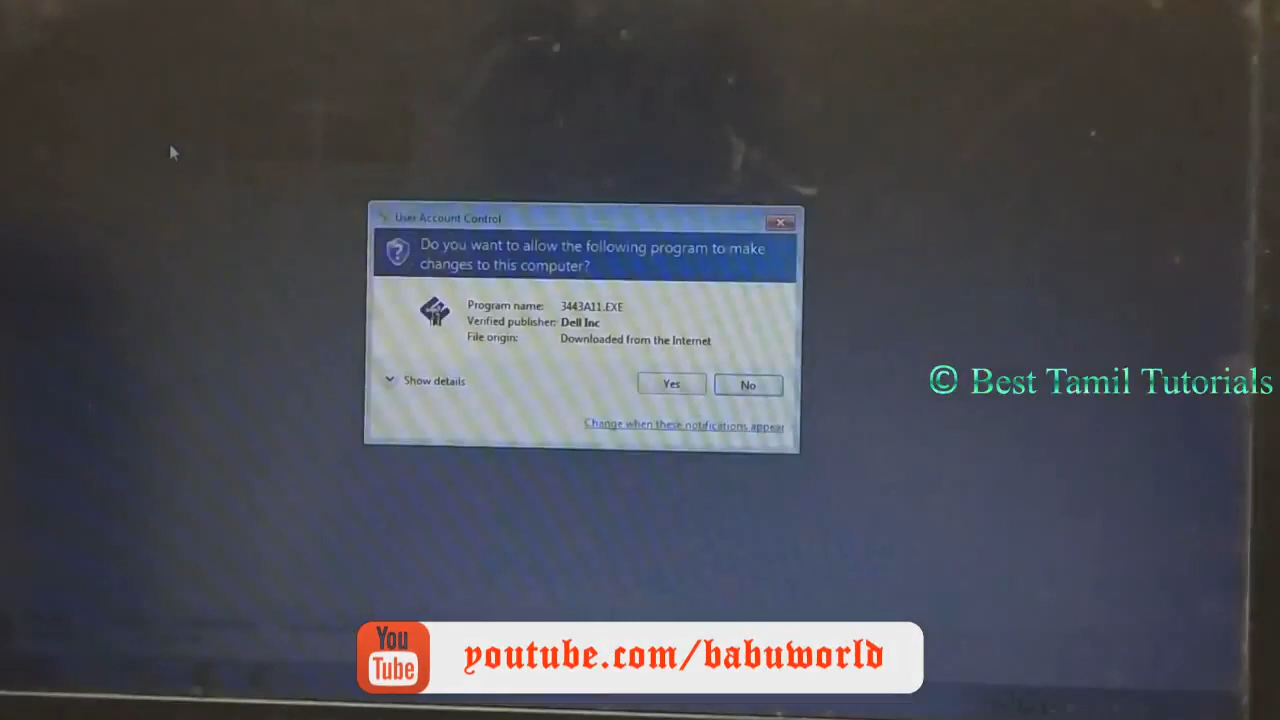 User Account Control
Do you want to allow the following program to make
changes to this computer?
Program name: 3443A11.EXE
Verified publisher: Dell Inc
File origin: Downloaded from the Internet
Show details
Yes
No
Change when these notifications appear
© Best Tamil Tutorials
You
Tube
youtube.com/babuworld